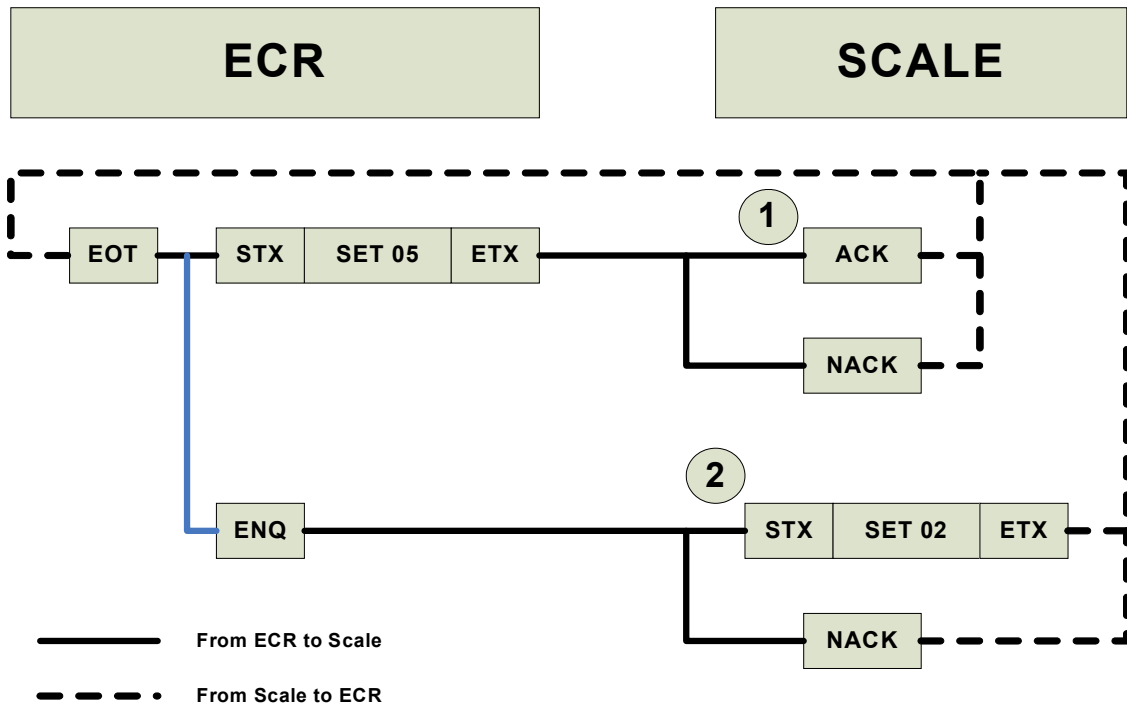 ECR
SCALE
1
EOT
STX
SET 05
ETX
ACK
NACK
2
ENQ
STX
SET 02
ETX
NACK
From ECR to Scale
From Scale to ECR